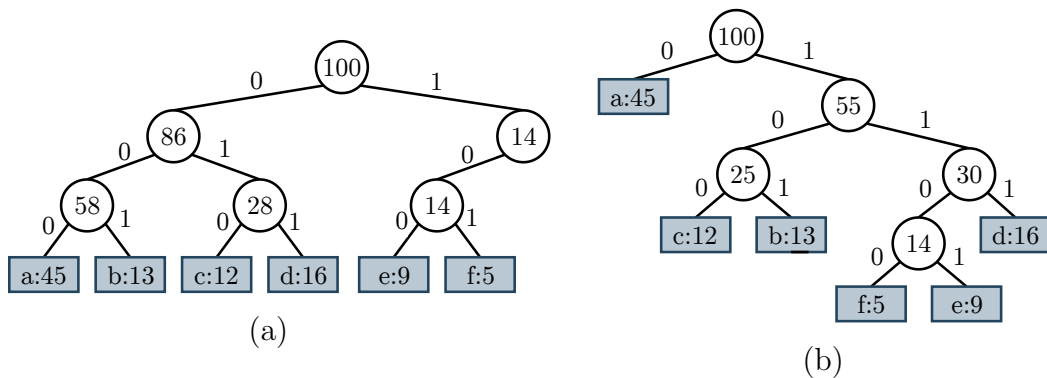 100
0 1
86 14
0 1 0
58 28 14
0 1 0 1 0 1
a:45 b:13 c:12 d:16 e:9 f:5
(a)
100
0 1
a:45
55
0 1
25 30
0 1 0 1
c:12 b:13 14 d:16
0 1
f:5 e:9
(b)